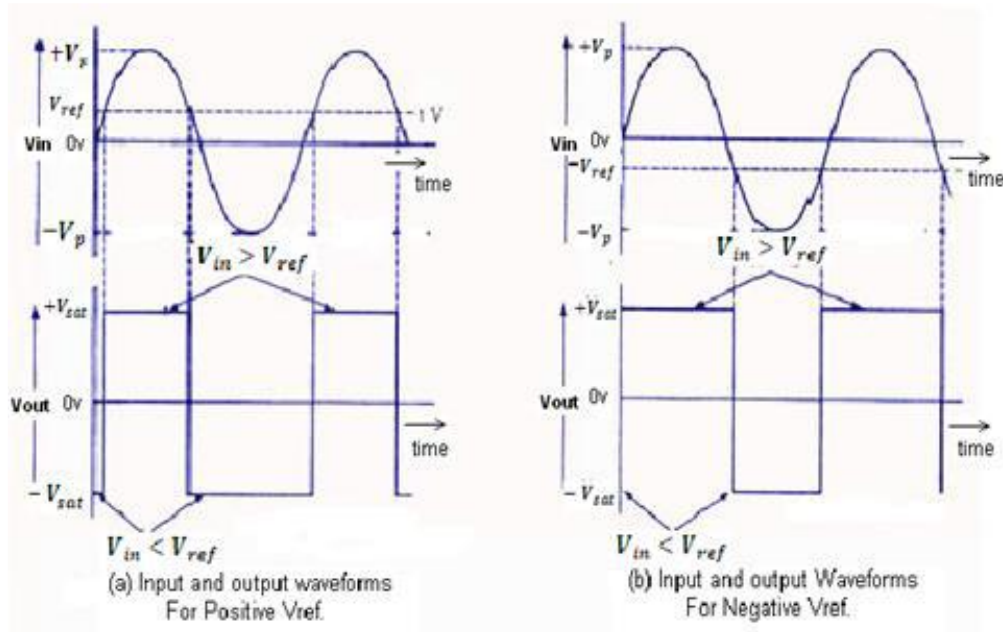 +Vp
Vref
1 V
Vin 0v
time
−Vp
Vin > Vref
+Vsat
Vout 0v
time
− Vsat
Vin < Vref
(a) Input and output waveforms
For Positive Vref.
+Vp
Vin 0v
−Vref
time
−Vp
Vin > Vref
+Vsat
Vout 0v
time
− Vsat
Vin < Vref
(b) Input and output Waveforms
For Negative Vref.